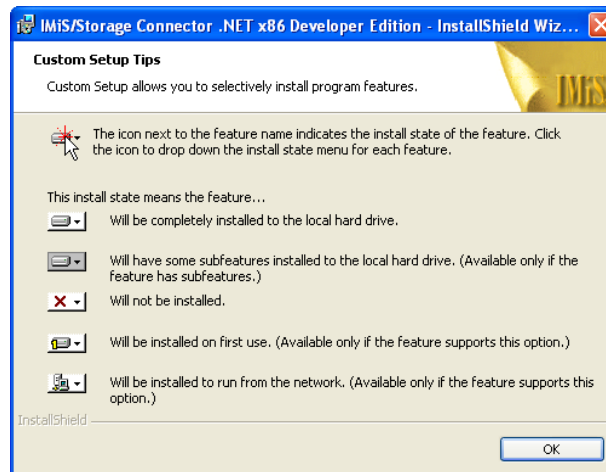 IMiS/Storage Connector .NET x86 Developer Edition - InstallShield Wiz...
Custom Setup Tips
Custom Setup allows you to selectively install program features.
IMiS
The icon next to the feature name indicates the install state of the feature. Click
the icon to drop down the install state menu for each feature.
This install state means the feature...
Will be completely installed to the local hard drive.
Will have some subfeatures installed to the local hard drive. (Available only if the
feature has subfeatures.)
Will not be installed.
Will be installed on first use. (Available only if the feature supports this option.)
Will be installed to run from the network. (Available only if the feature supports this
option.)
InstallShield
OK